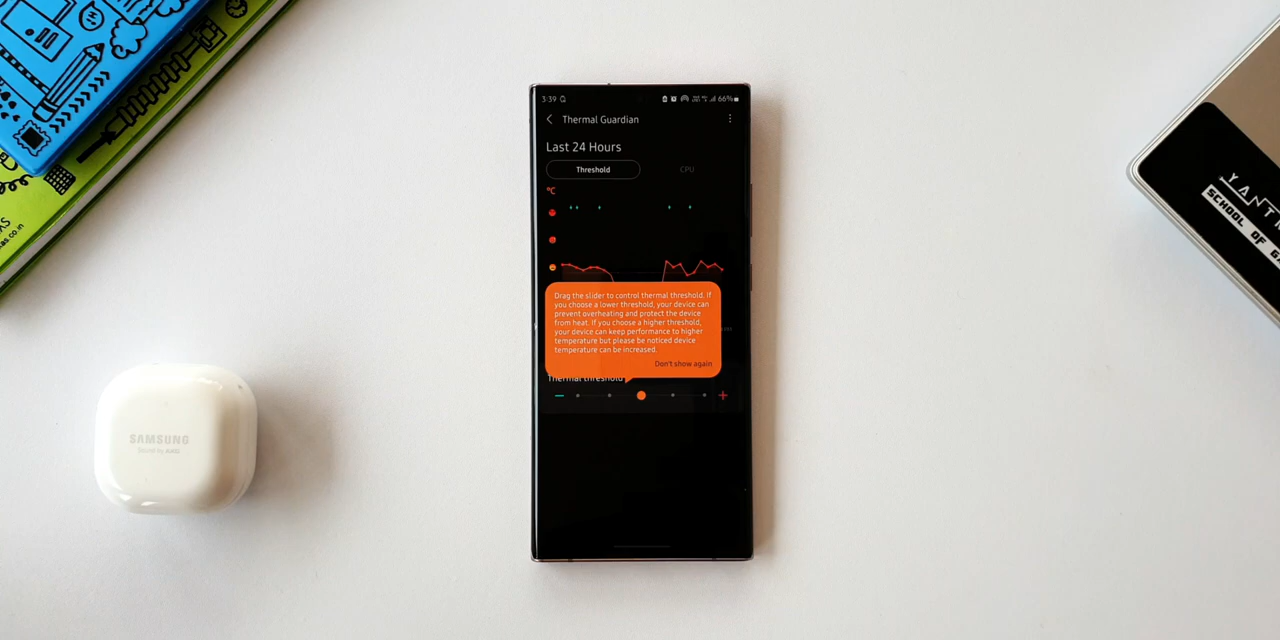 3:39
66%
Thermal Guardian
Last 24 Hours
Threshold
CPU
°C
Drag the slider to control thermal threshold. If
you choose a lower threshold, your device can
prevent overheating and protect the device
from heat. If you choose a higher threshold,
your device can keep performance to higher
temperature but please be noticed device
temperature can be increased.
Don't show again
Thermal threshold
SAMSUNG
Sound by AKG
SCHOOL OF